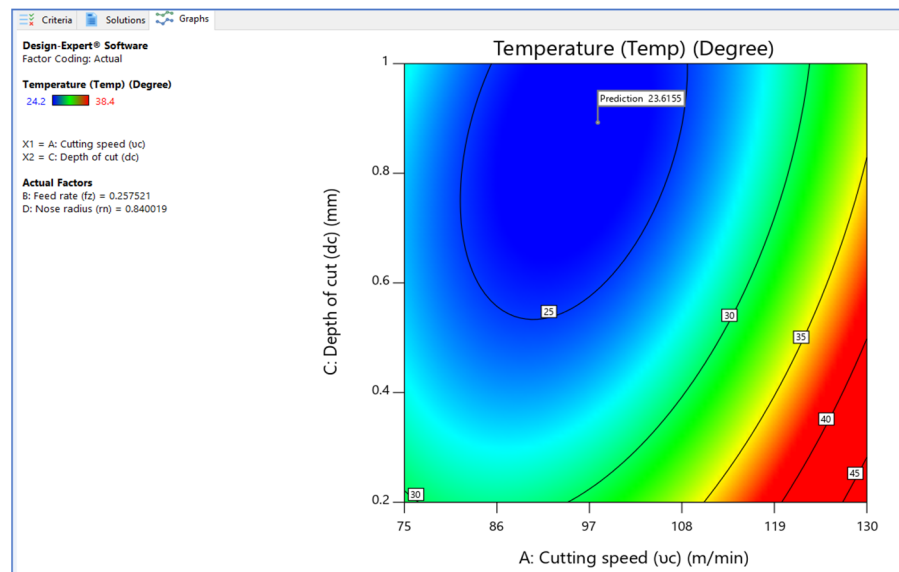 Criteria Solutions Graphs
Design-Expert® Software
Factor Coding: Actual
Temperature (Temp) (Degree)
24.2 38.4
X1 = A: Cutting speed (υc)
X2 = C: Depth of cut (dc)
Actual Factors
B: Feed rate (fz) = 0.257521
D: Nose radius (rn) = 0.840019
Temperature (Temp) (Degree)
C: Depth of cut (dc) (mm)
1
0.8
0.6
0.4
0.2
Prediction 23.6155
25
30
35
40
45
30
75 86 97 108 119 130
A: Cutting speed (υc) (m/min)